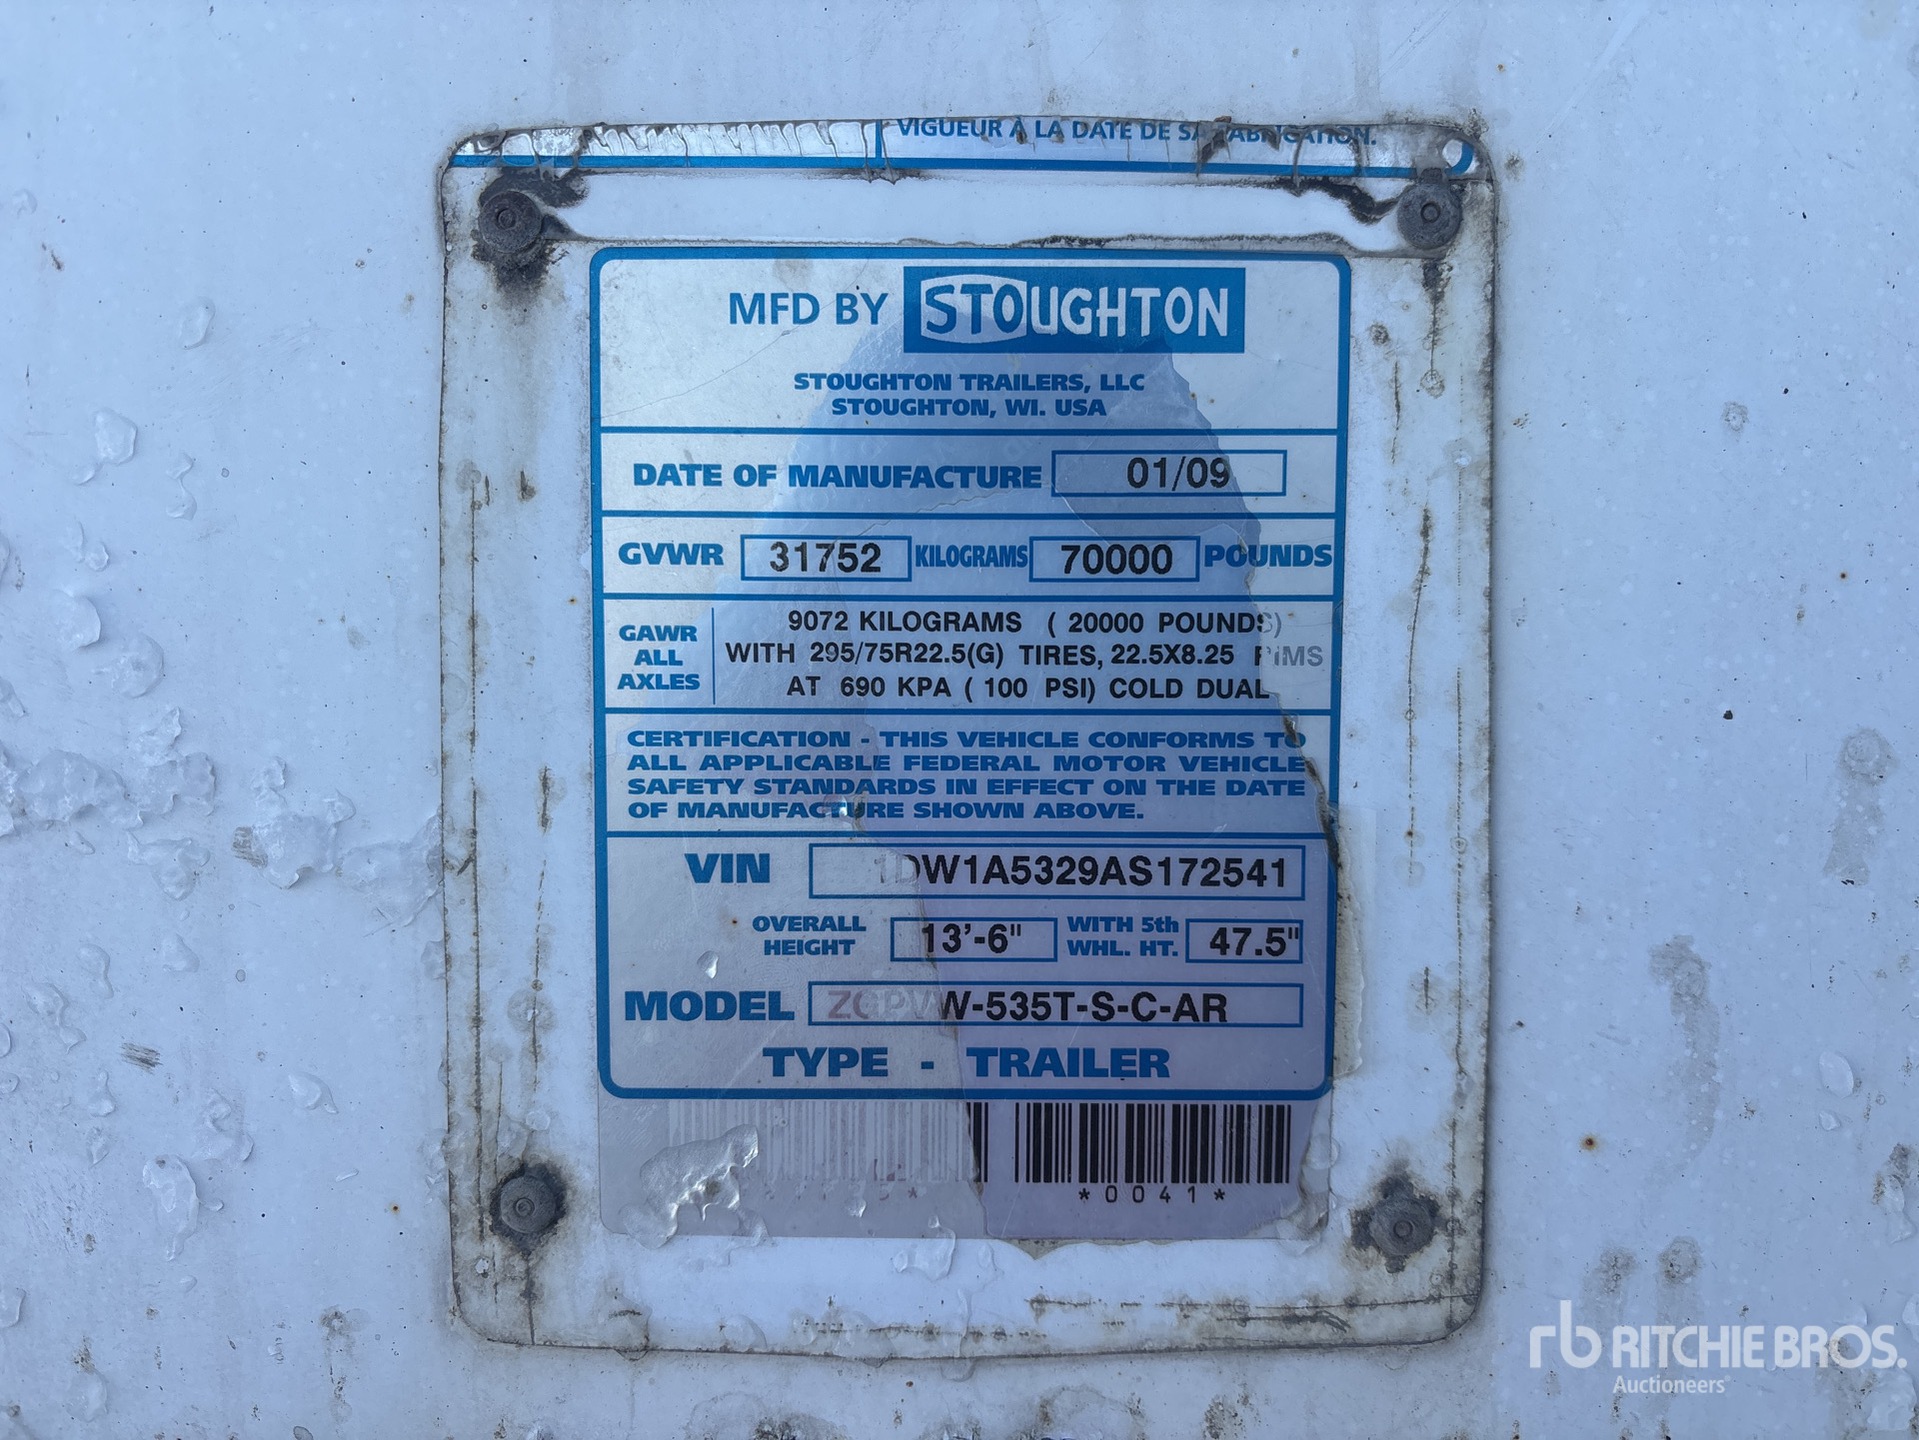 VIGUEUR À LA DATE DE SA FABRICATION.
MFD BY STOUGHTON
STOUGHTON TRAILERS, LLC
STOUGHTON, WI. USA
DATE OF MANUFACTURE 01/09
GVWR 31752 KILOGRAMS 70000 POUNDS
GAWR ALL AXLES
9072 KILOGRAMS ( 20000 POUNDS)
WITH 295/75R22.5(G) TIRES, 22.5X8.25 RIMS
AT 690 KPA ( 100 PSI) COLD DUAL
CERTIFICATION - THIS VEHICLE CONFORMS TO
ALL APPLICABLE FEDERAL MOTOR VEHICLE
SAFETY STANDARDS IN EFFECT ON THE DATE
OF MANUFACTURE SHOWN ABOVE.
VIN 1DW1A5329AS172541
OVERALL HEIGHT 13'-6" WITH 5th WHL. HT. 47.5"
MODEL ZGPVW-535T-S-C-AR
TYPE - TRAILER
*0041*
rb RITCHIE BROS.
Auctioneers